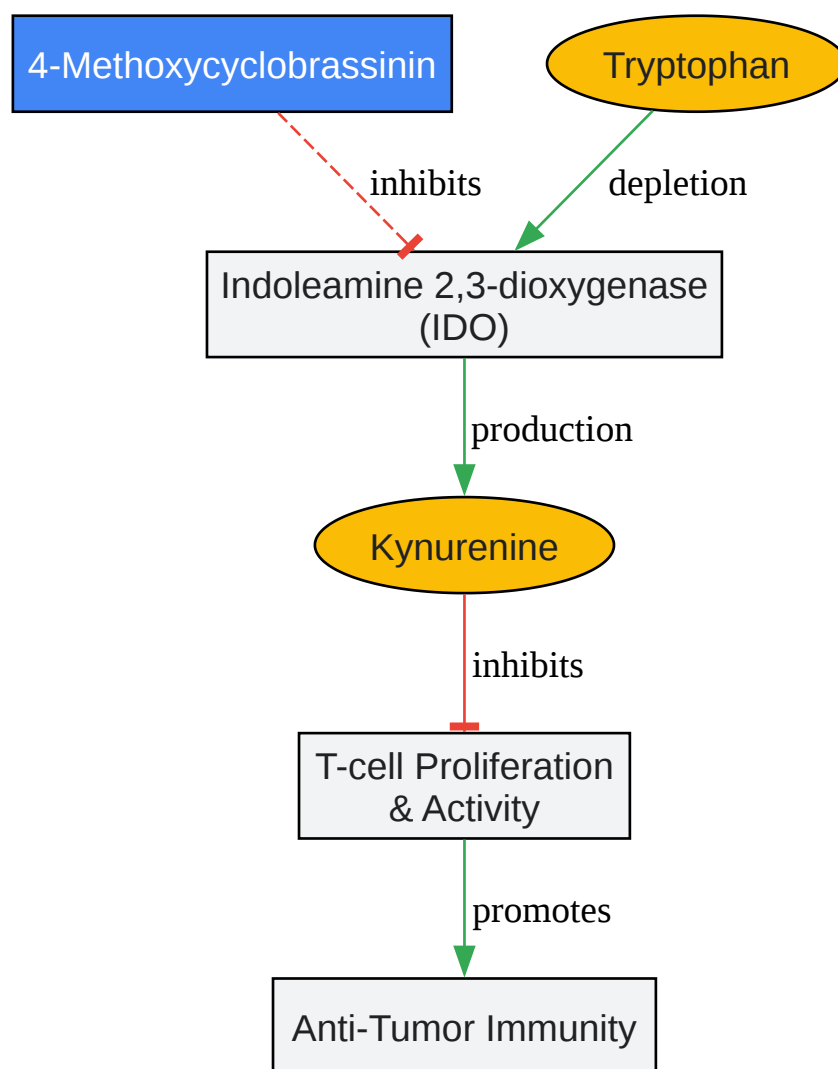 4-Methoxycyclobrassinin
Tryptophan
inhibits
depletion
Indoleamine 2,3-dioxygenase
(IDO)
production
Kynurenine
inhibits
T-cell Proliferation
& Activity
promotes
Anti-Tumor Immunity